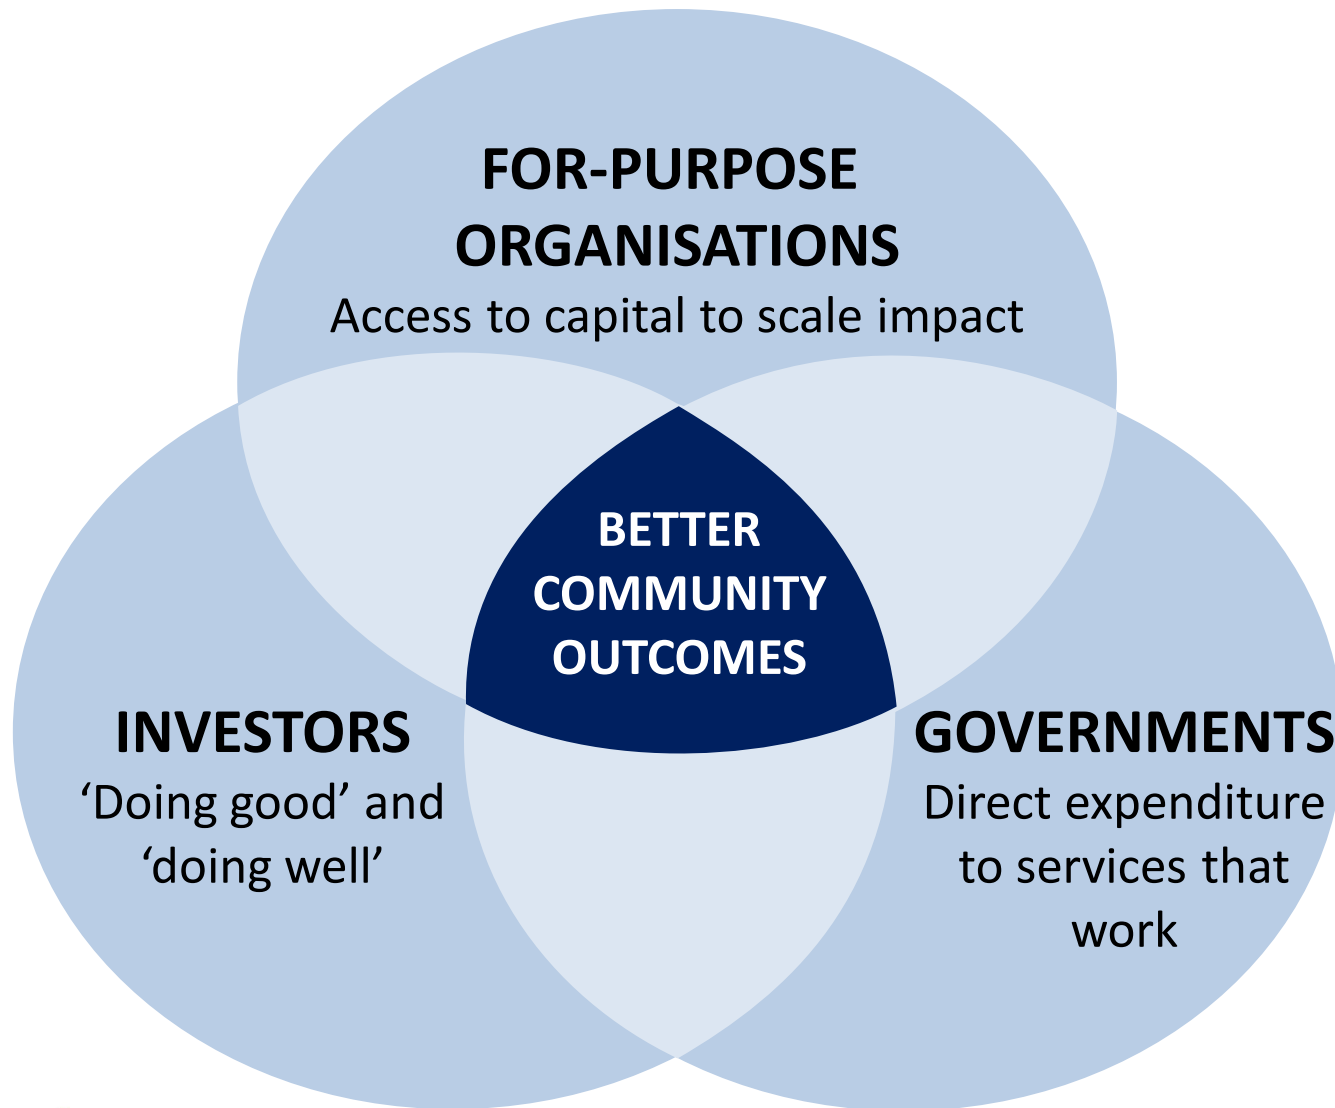 FOR-PURPOSE
ORGANISATIONS
Access to capital to scale impact
BETTER
COMMUNITY
OUTCOMES
INVESTORS
‘Doing good’ and
‘doing well’
GOVERNMENTS
Direct expenditure
to services that
work